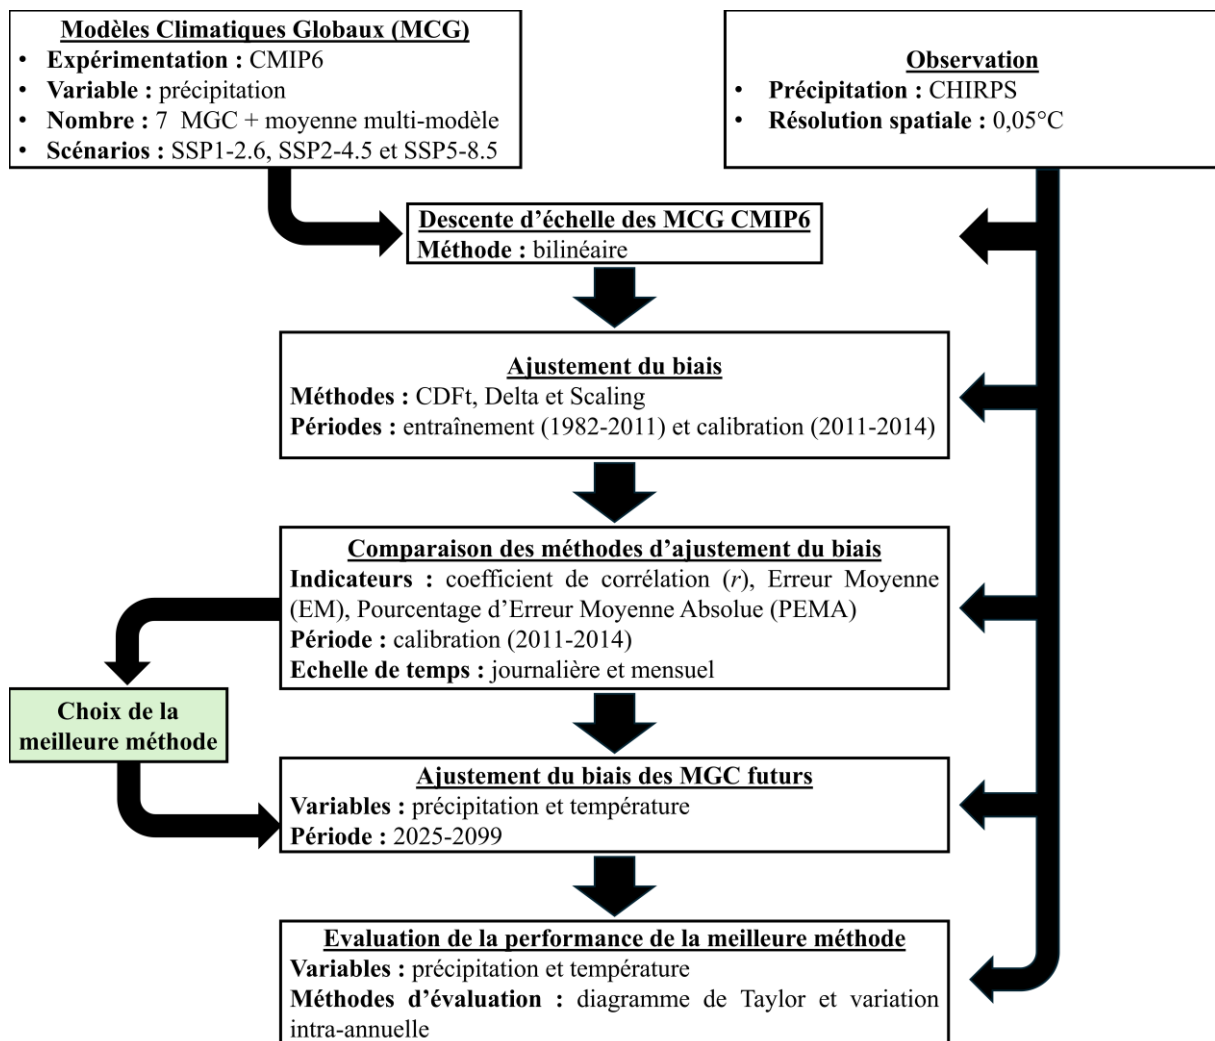 Modèles Climatiques Globaux (MCG)
• Expérimentation : CMIP6
• Variable : précipitation
• Nombre : 7 MGC + moyenne multi-modèle
• Scénarios : SSP1-2.6, SSP2-4.5 et SSP5-8.5
Observation
• Précipitation : CHIRPS
• Résolution spatiale : 0,05°C
Descente d’échelle des MCG CMIP6
Méthode : bilinéaire
Ajustement du biais
Méthodes : CDFt, Delta et Scaling
Périodes : entraînement (1982-2011) et calibration (2011-2014)
Comparaison des méthodes d’ajustement du biais
Indicateurs : coefficient de corrélation (r), Erreur Moyenne
(EM), Pourcentage d’Erreur Moyenne Absolue (PEMA)
Période : calibration (2011-2014)
Echelle de temps : journalière et mensuel
Choix de la
meilleure méthode
Ajustement du biais des MGC futurs
Variables : précipitation et température
Période : 2025-2099
Evaluation de la performance de la meilleure méthode
Variables : précipitation et température
Méthodes d’évaluation : diagramme de Taylor et variation
intra-annuelle